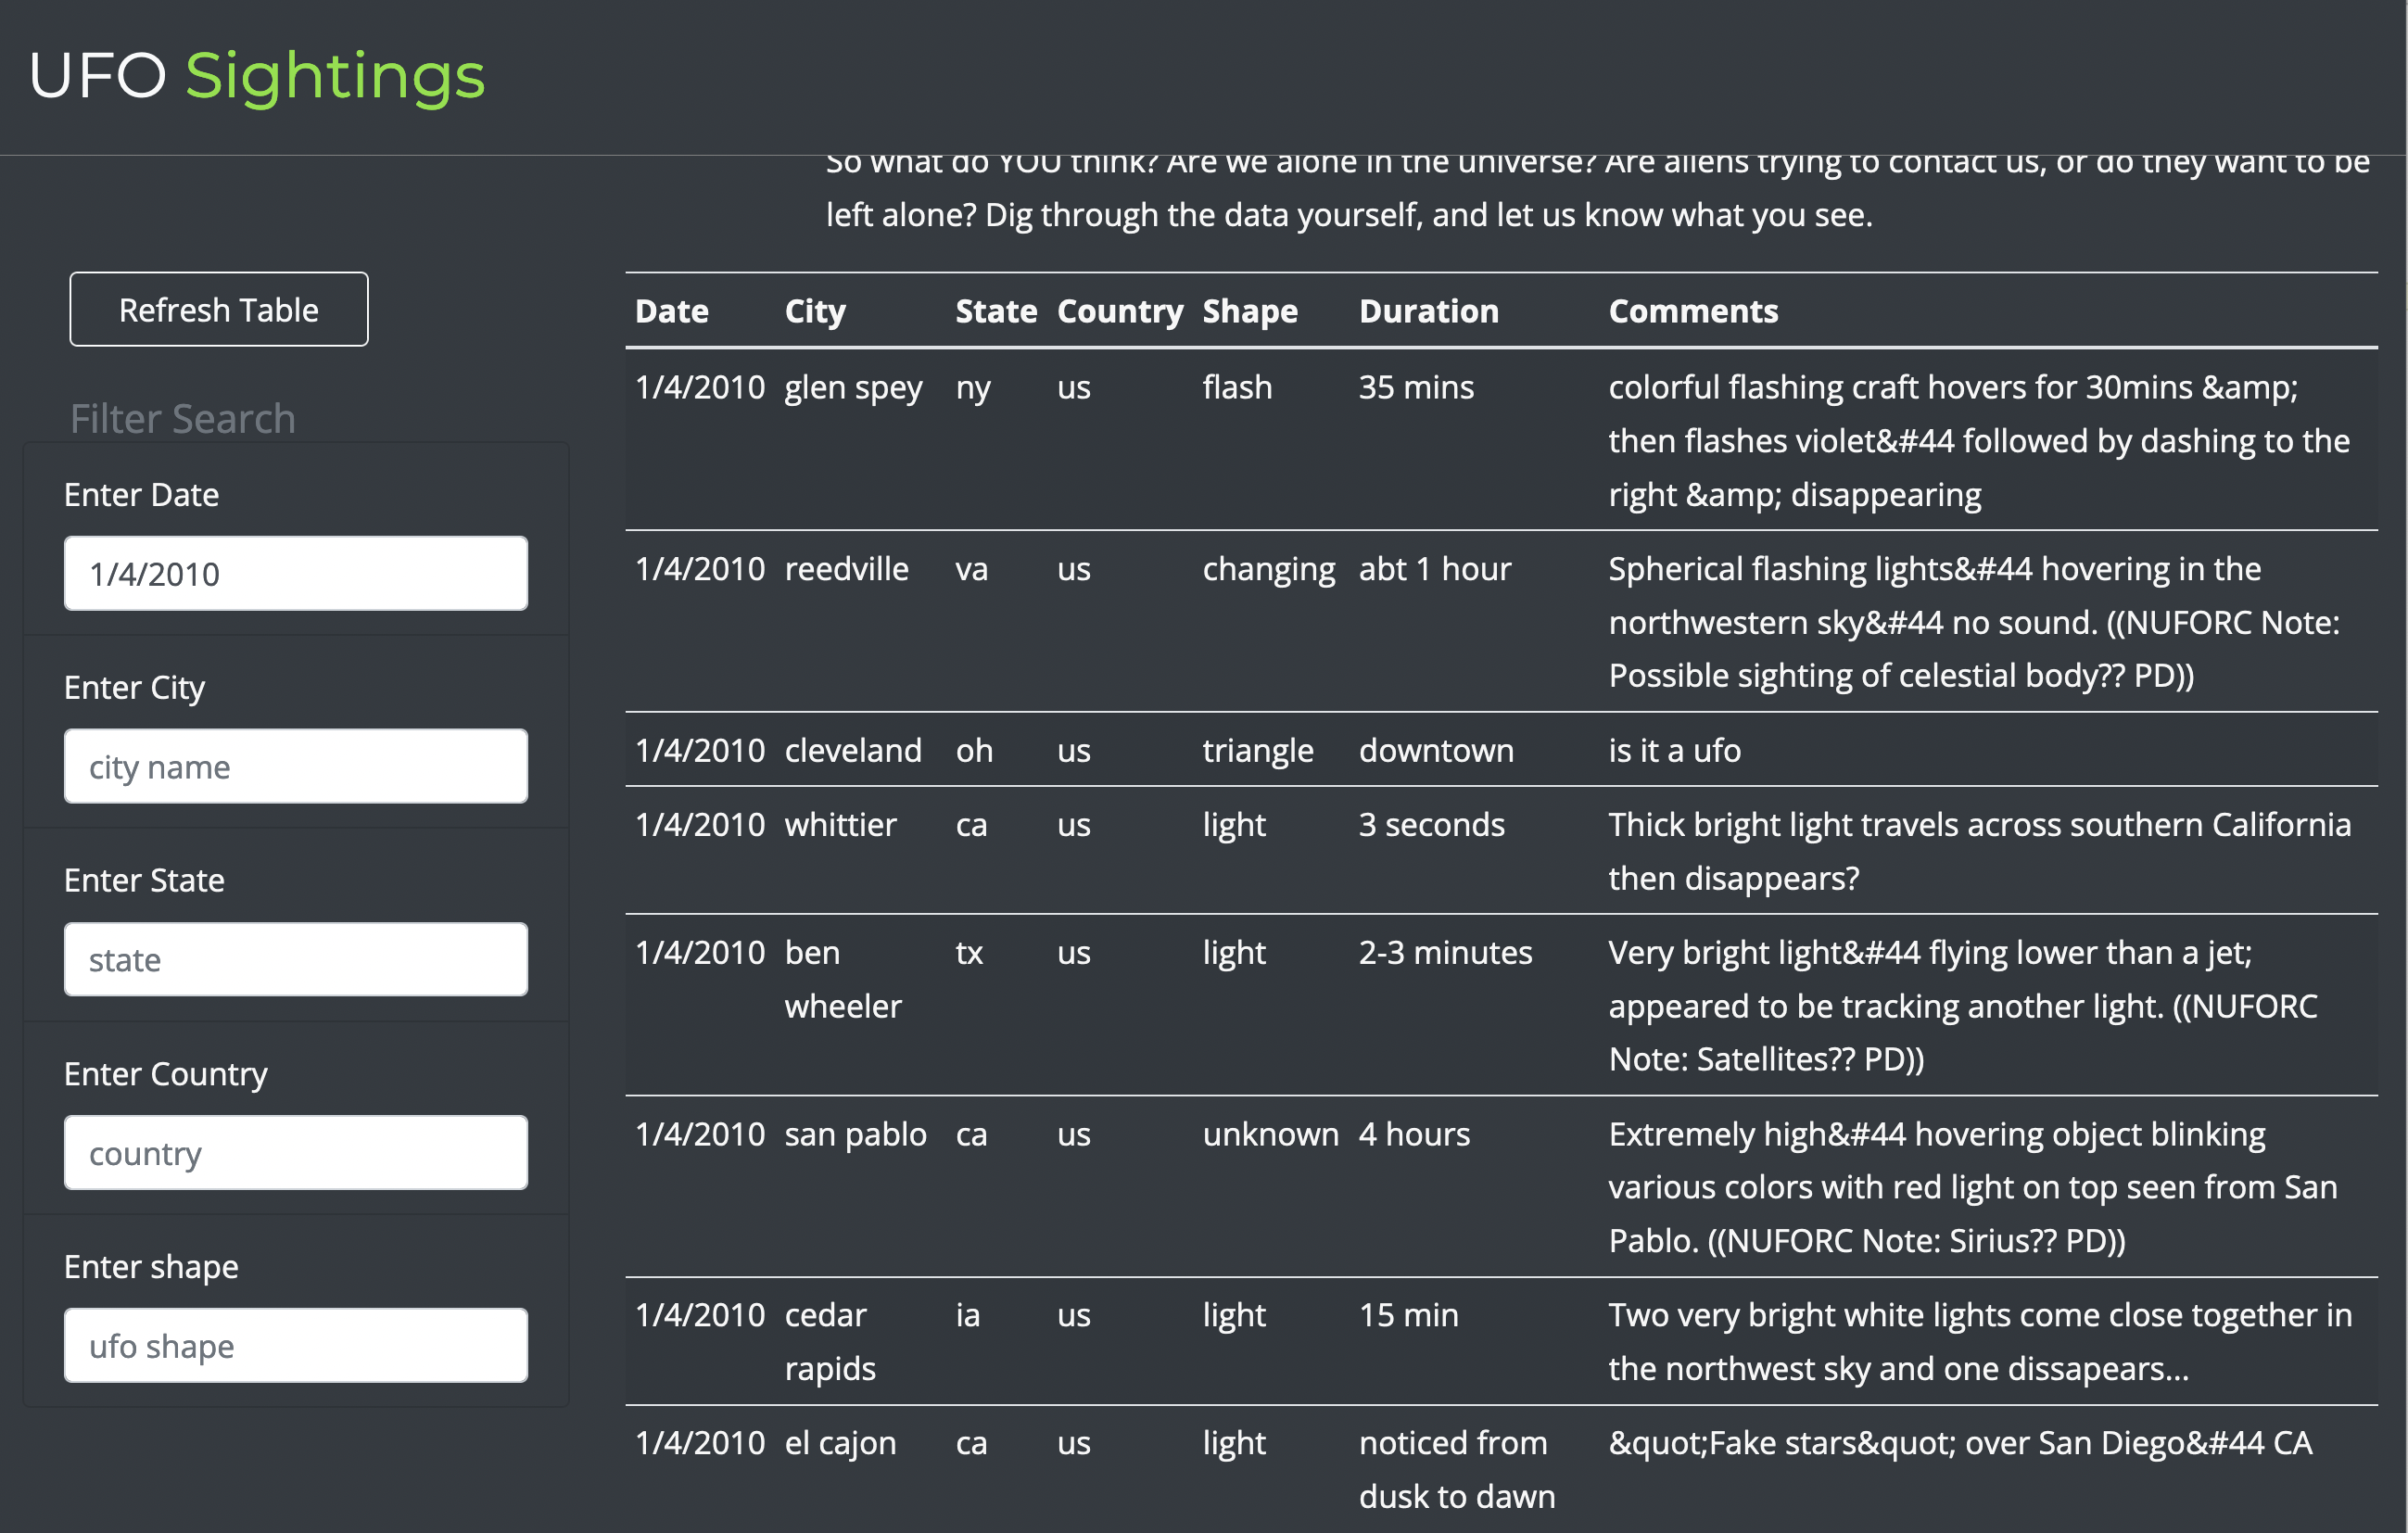 UFO Sightings
So what do YOU think? Are we alone in the universe? Are aliens trying to contact us, or do they want to be
left alone? Dig through the data yourself, and let us know what you see.
Refresh Table
Filter Search
Enter Date
1/4/2010
Enter City
city name
Enter State
state
Enter Country
country
Enter shape
ufo shape
Date City State Country Shape Duration Comments
1/4/2010 glen spey ny us flash 35 mins colorful flashing craft hovers for 30mins &amp;
then flashes violet&#44 followed by dashing to the
right &amp; disappearing
1/4/2010 reedville va us changing abt 1 hour Spherical flashing lights&#44 hovering in the
northwestern sky&#44 no sound. ((NUFORC Note:
Possible sighting of celestial body?? PD))
1/4/2010 cleveland oh us triangle downtown is it a ufo
1/4/2010 whittier ca us light 3 seconds Thick bright light travels across southern California
then disappears?
1/4/2010 ben tx us light 2-3 minutes Very bright light&#44 flying lower than a jet;
wheeler appeared to be tracking another light. ((NUFORC
Note: Satellites?? PD))
1/4/2010 san pablo ca us unknown 4 hours Extremely high&#44 hovering object blinking
various colors with red light on top seen from San
Pablo. ((NUFORC Note: Sirius?? PD))
1/4/2010 cedar ia us light 15 min Two very bright white lights come close together in
rapids the northwest sky and one dissapears...
1/4/2010 el cajon ca us light noticed from &quot;Fake stars&quot; over San Diego&#44 CA
dusk to dawn